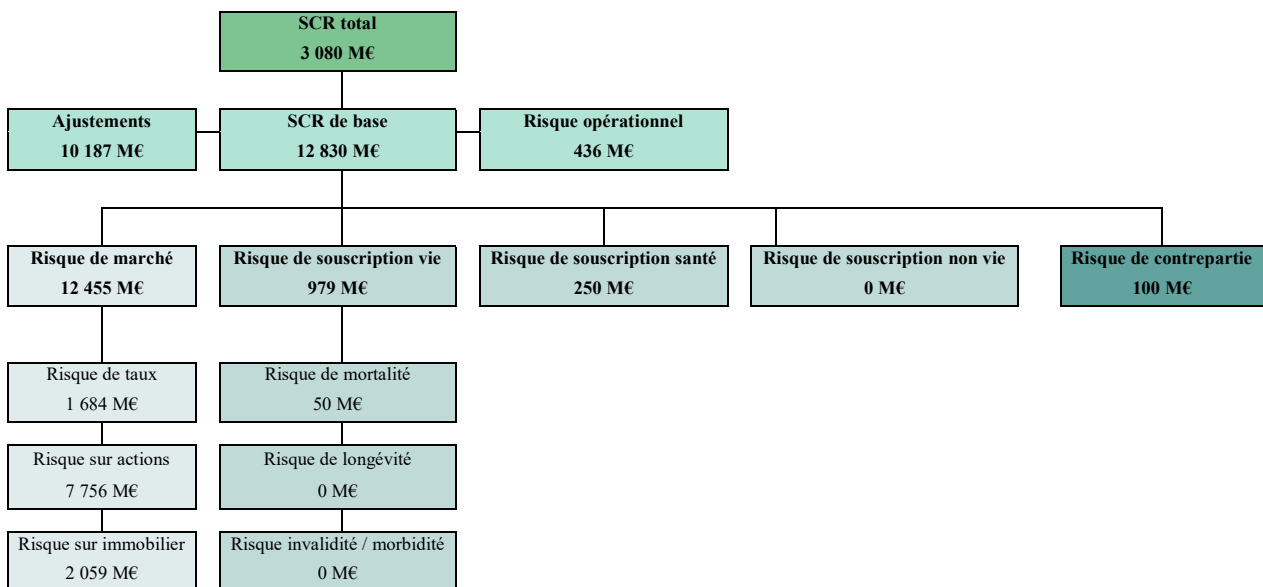 SCR total
3 080 M€
Ajustements
10 187 M€
SCR de base
12 830 M€
Risque opérationnel
436 M€
Risque de marché
12 455 M€
Risque de souscription vie
979 M€
Risque de souscription santé
250 M€
Risque de souscription non vie
0 M€
Risque de contrepartie
100 M€
Risque de taux
1 684 M€
Risque de mortalité
50 M€
Risque sur actions
7 756 M€
Risque de longévité
0 M€
Risque sur immobilier
2 059 M€
Risque invalidité / morbidité
0 M€